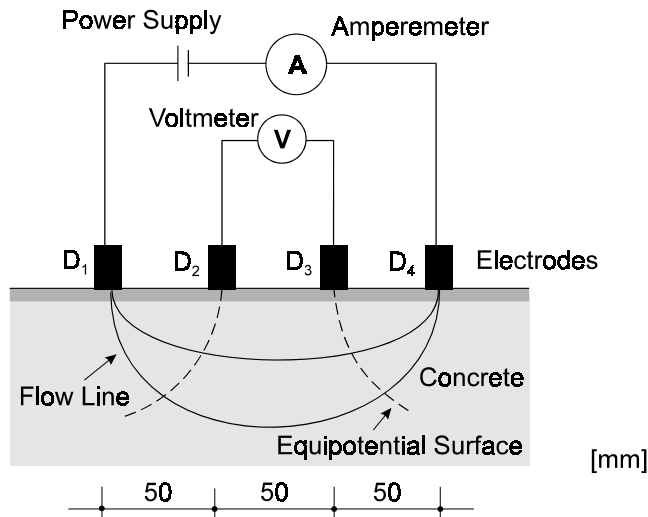 Power Supply
Amperemeter
A
Voltmeter
V
D₁ D₂ D₃ D₄ Electrodes
Concrete
Flow Line
Equipotential Surface
[mm]
50 50 50